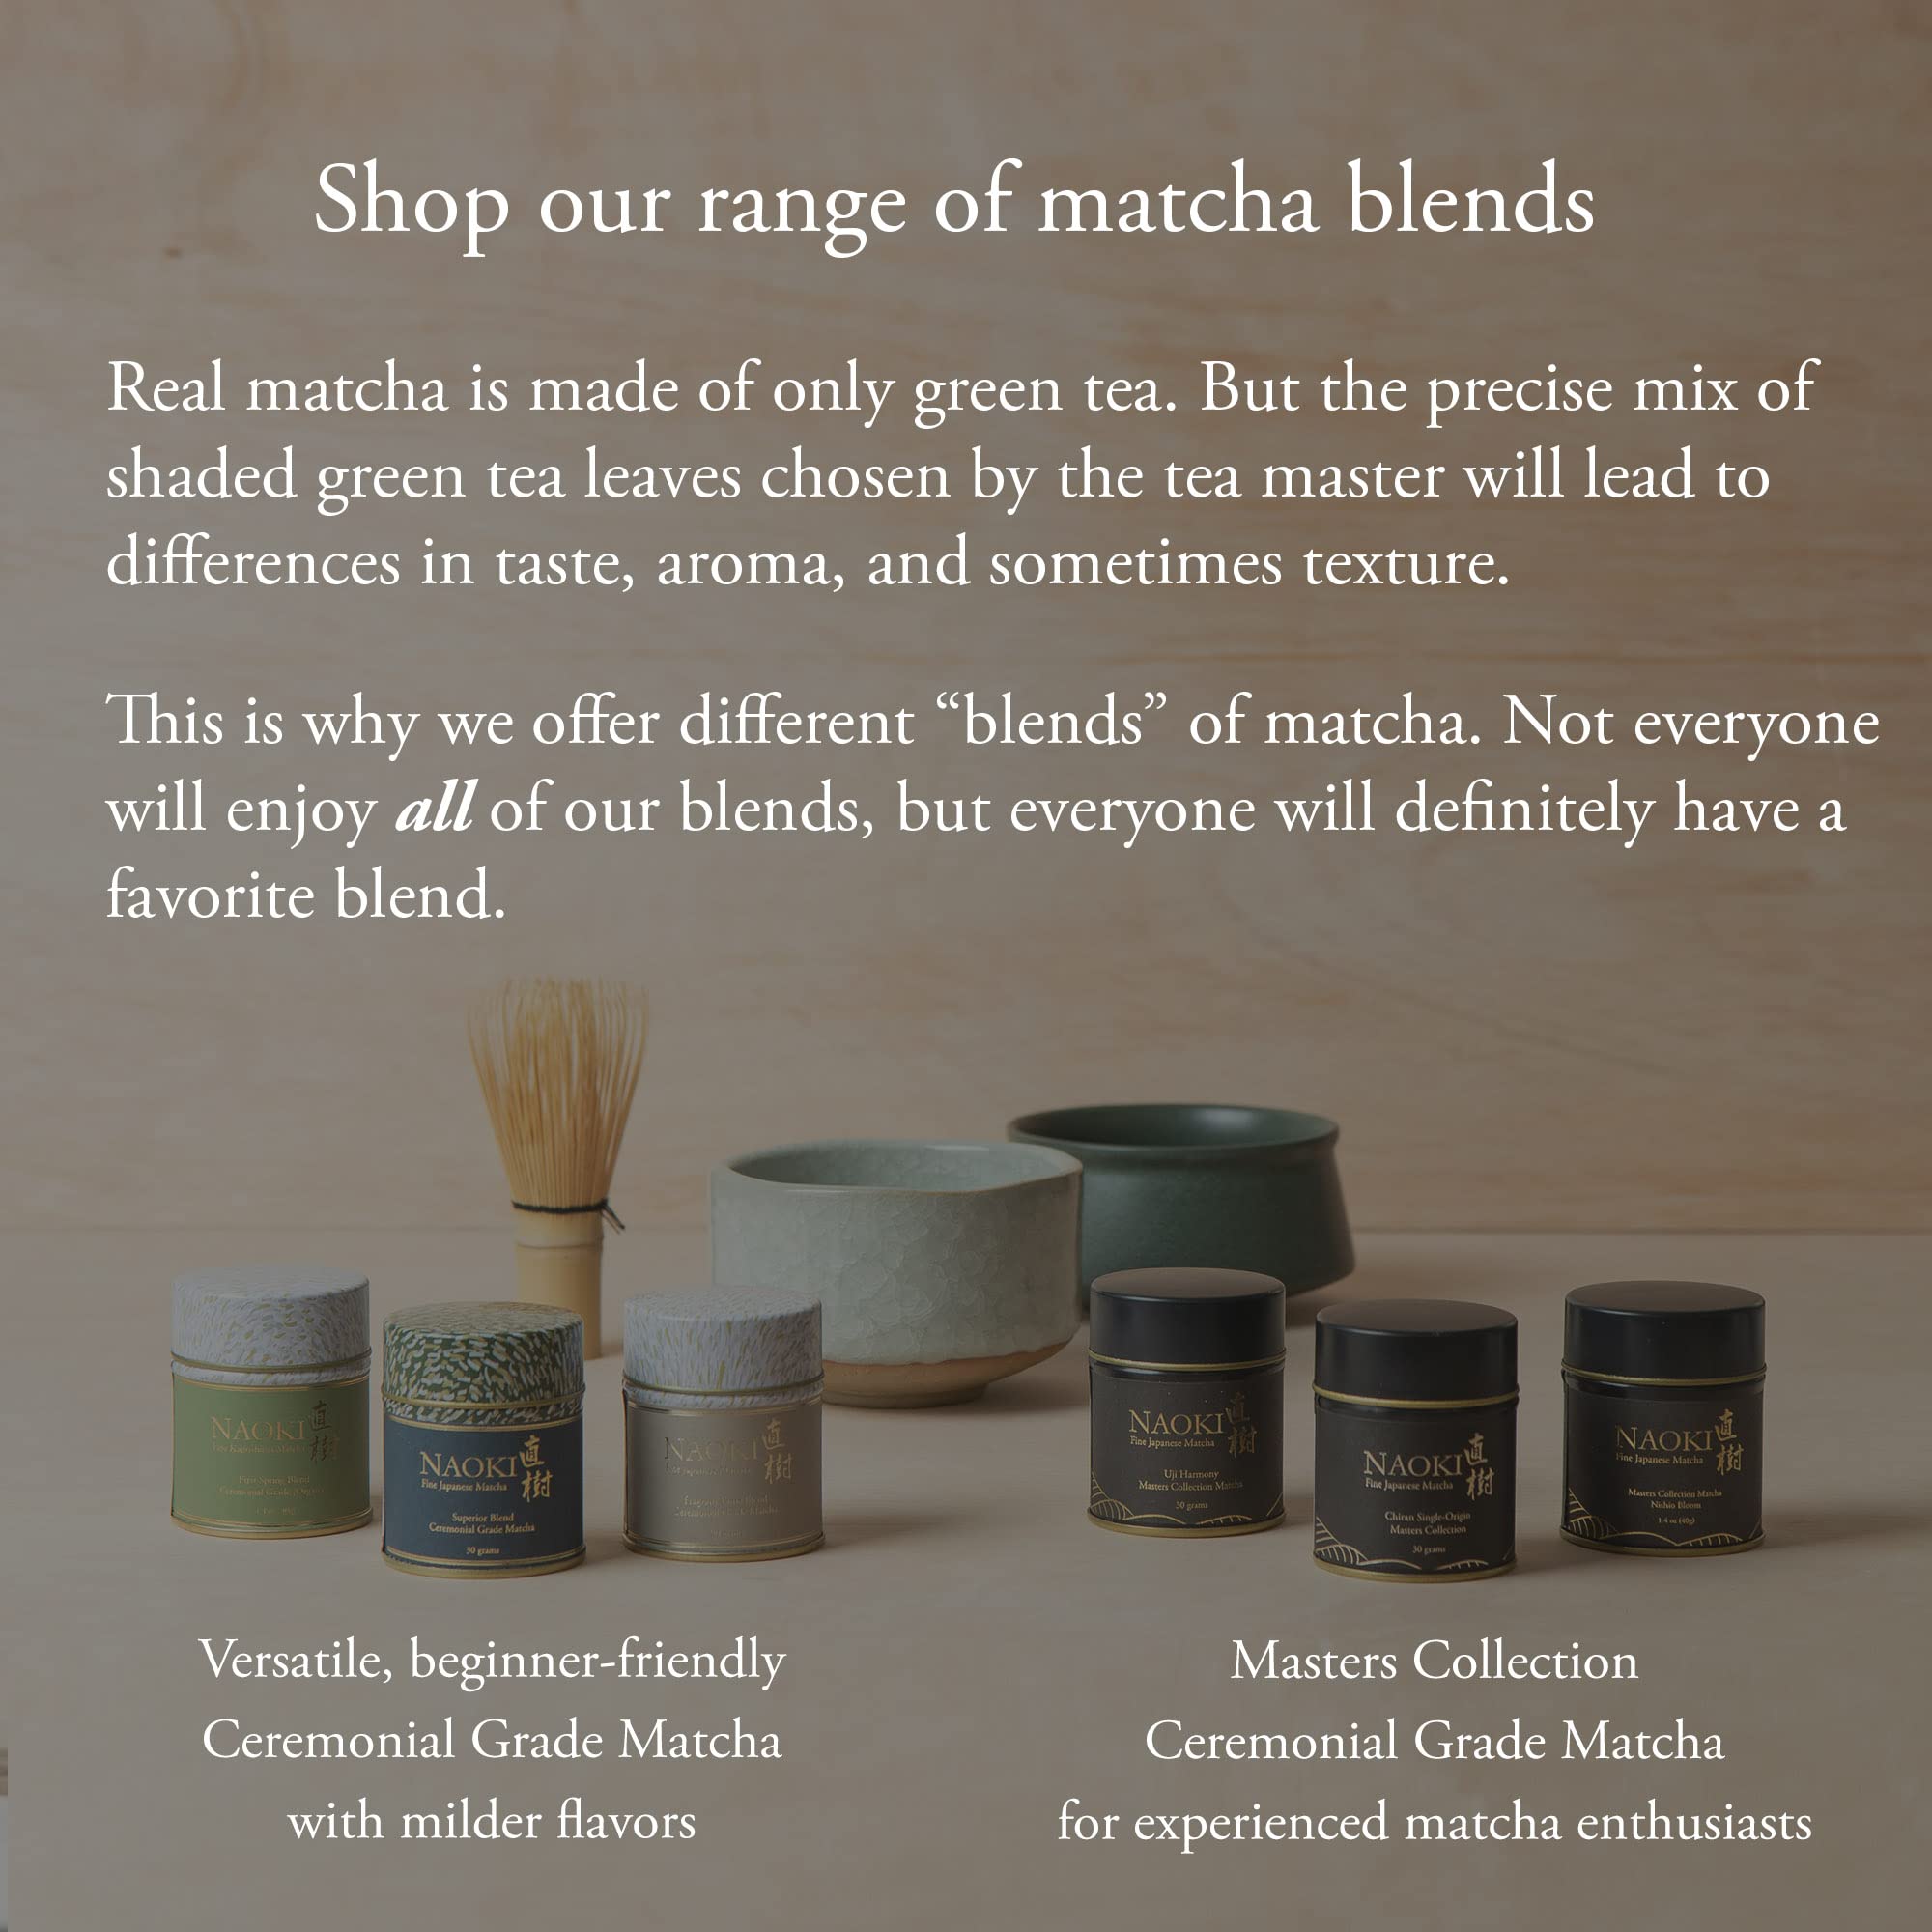 Shop our range of matcha blends
Real matcha is made of only green tea. But the precise mix of
shaded green tea leaves chosen by the tea master will lead to
differences in taste, aroma, and sometimes texture.
This is why we offer different “blends” of matcha. Not everyone
will enjoy all of our blends, but everyone will definitely have a
favorite blend.
NAOKI 直樹
First Spring Blend
NAOKI 直樹
Fine Japanese Matcha
Superior Blend
Ceremonial Grade Matcha
30 grams
NAOKI 直樹
NAOKI 直樹
Fine Japanese Matcha
Uji Harmony
Masters Collection Matcha
30 grams
NAOKI 直樹
Fine Japanese Matcha
Chiran Single-Origin
Masters Collection
30 grams
NAOKI 直樹
Fine Japanese Matcha
Masters Collection Matcha
Nishio Bloom
1.4 oz (40g)
Versatile, beginner-friendly
Ceremonial Grade Matcha
with milder flavors
Masters Collection
Ceremonial Grade Matcha
for experienced matcha enthusiasts